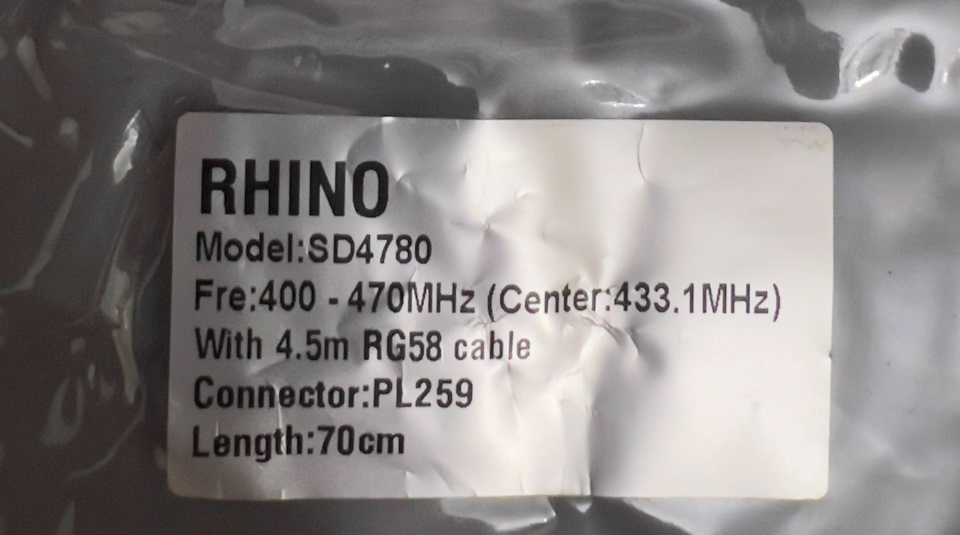 RHINO
Model:SD4780
Fre:400 - 470MHz (Center:433.1MHz)
With 4.5m RG58 cable
Connector:PL259
Length:70cm